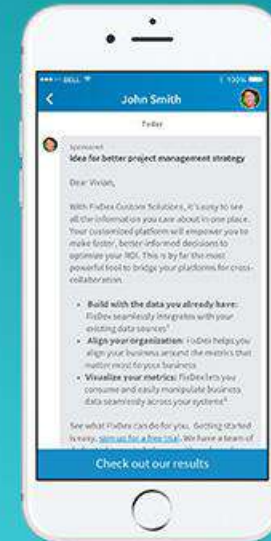 BELL
100%
John Smith
Today
Sponsored
Idea for better project management strategy
Dear Vivian,
With FixDex Custom Solutions, it's easy to see
all the information you care about in one place.
Your customized platform will empower you to
make faster, better-informed decisions to
optimize your ROI. This is by far the most
powerful tool to bridge your platforms for cross-
collaboration.
• Build with the data you already have:
FixDex seamlessly integrates with your
existing data sources
• Align your organization: FixDex helps you
align your business around the metrics that
matter most to your business
• Visualize your metrics: FixDex lets you
consume and easily manipulate business
data seamlessly across your systems
See what FixDex can do for you. Getting started
is easy, sign up for a free trial. We have a team of
Check out our results